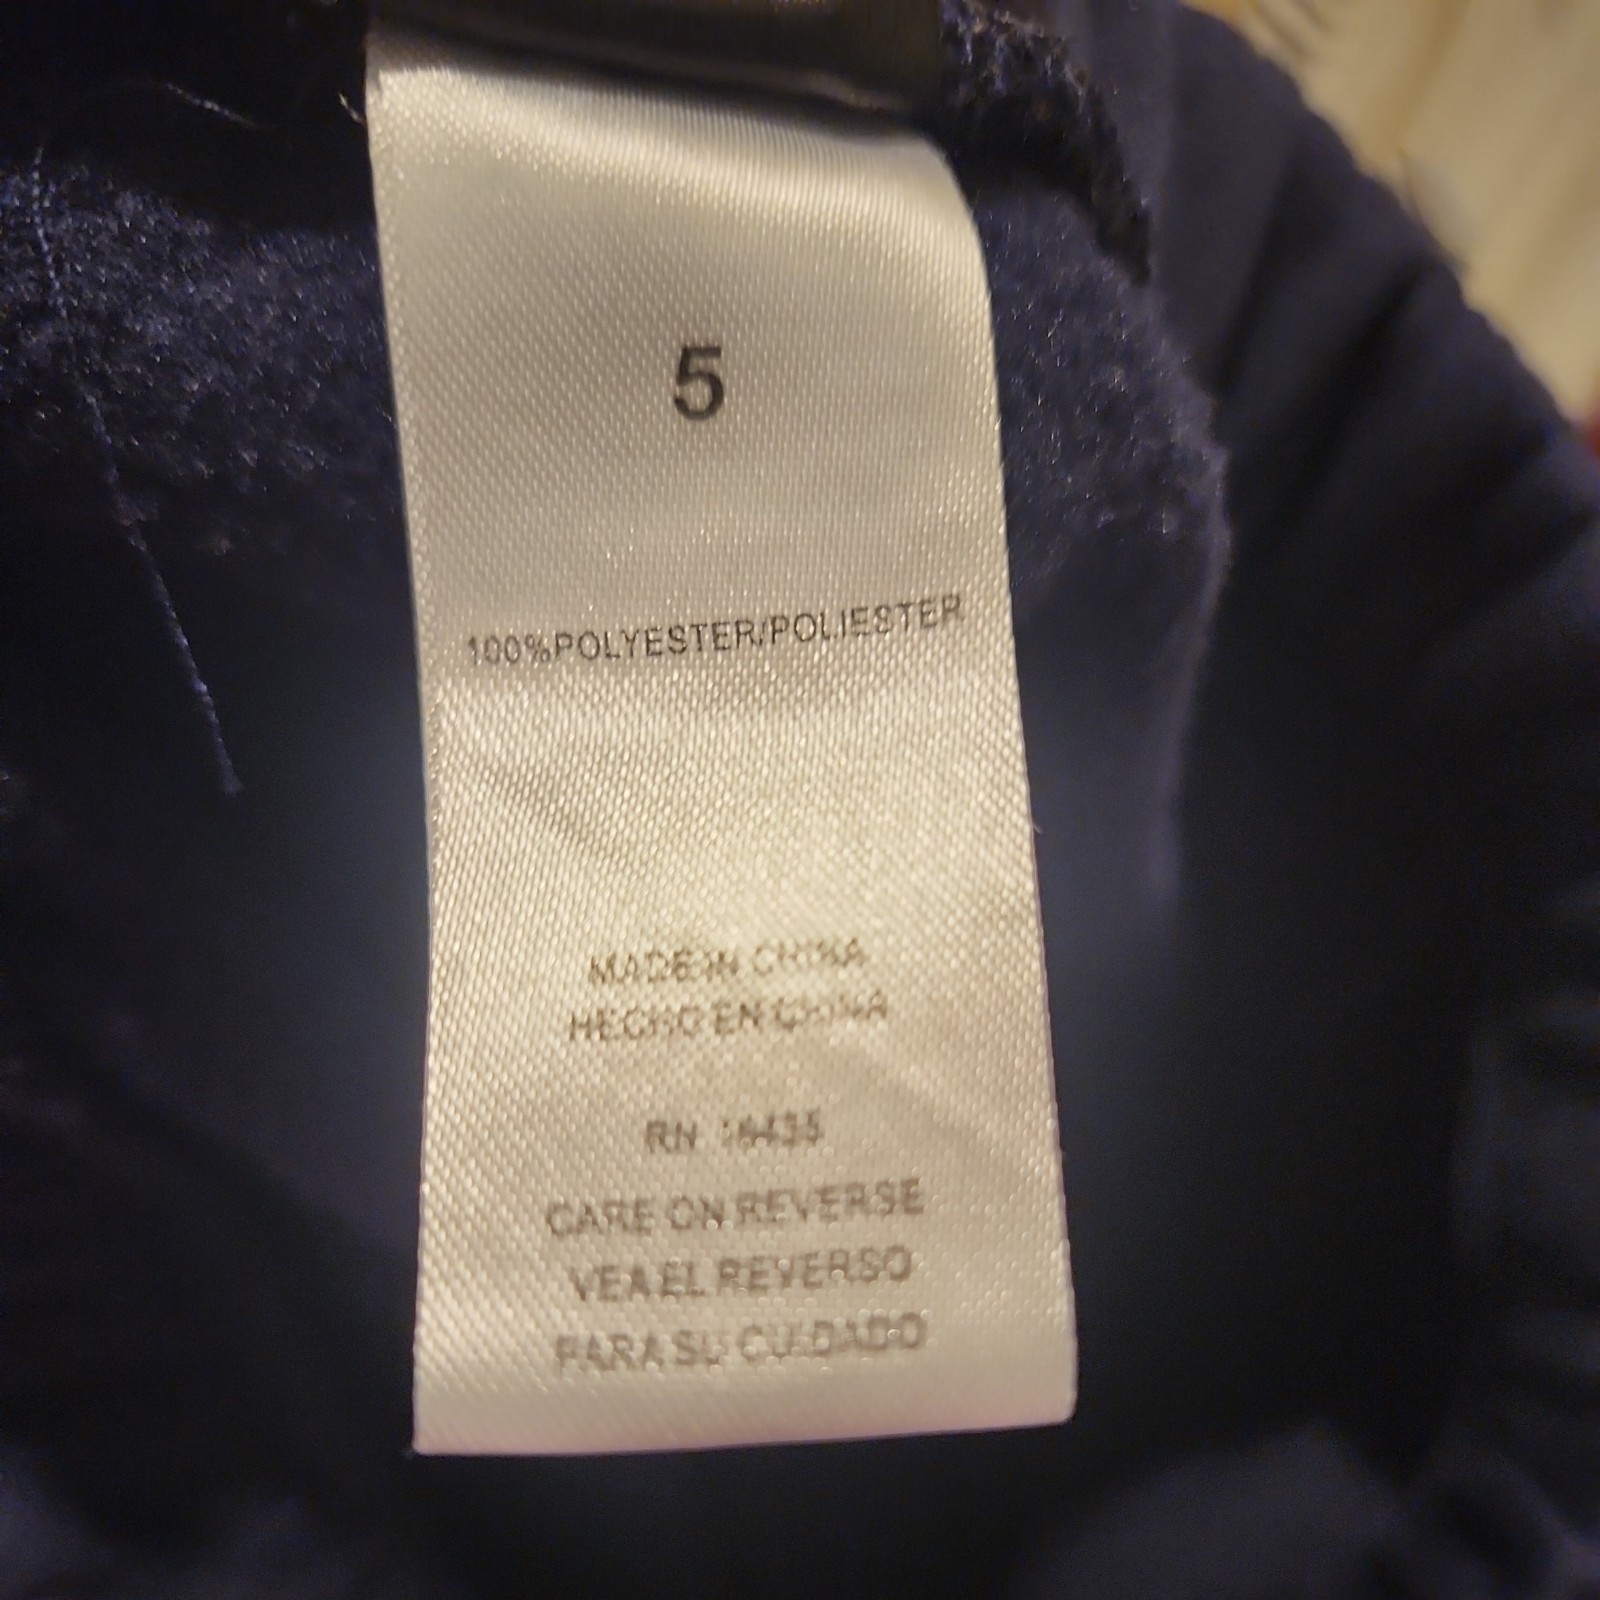 5
100%POLYESTER/POLIESTER
MADE IN CHINA
HECHO EN CHINA
RN
CARE ON REVERSE
VEA EL REVERSO
PARA SU CUIDADO